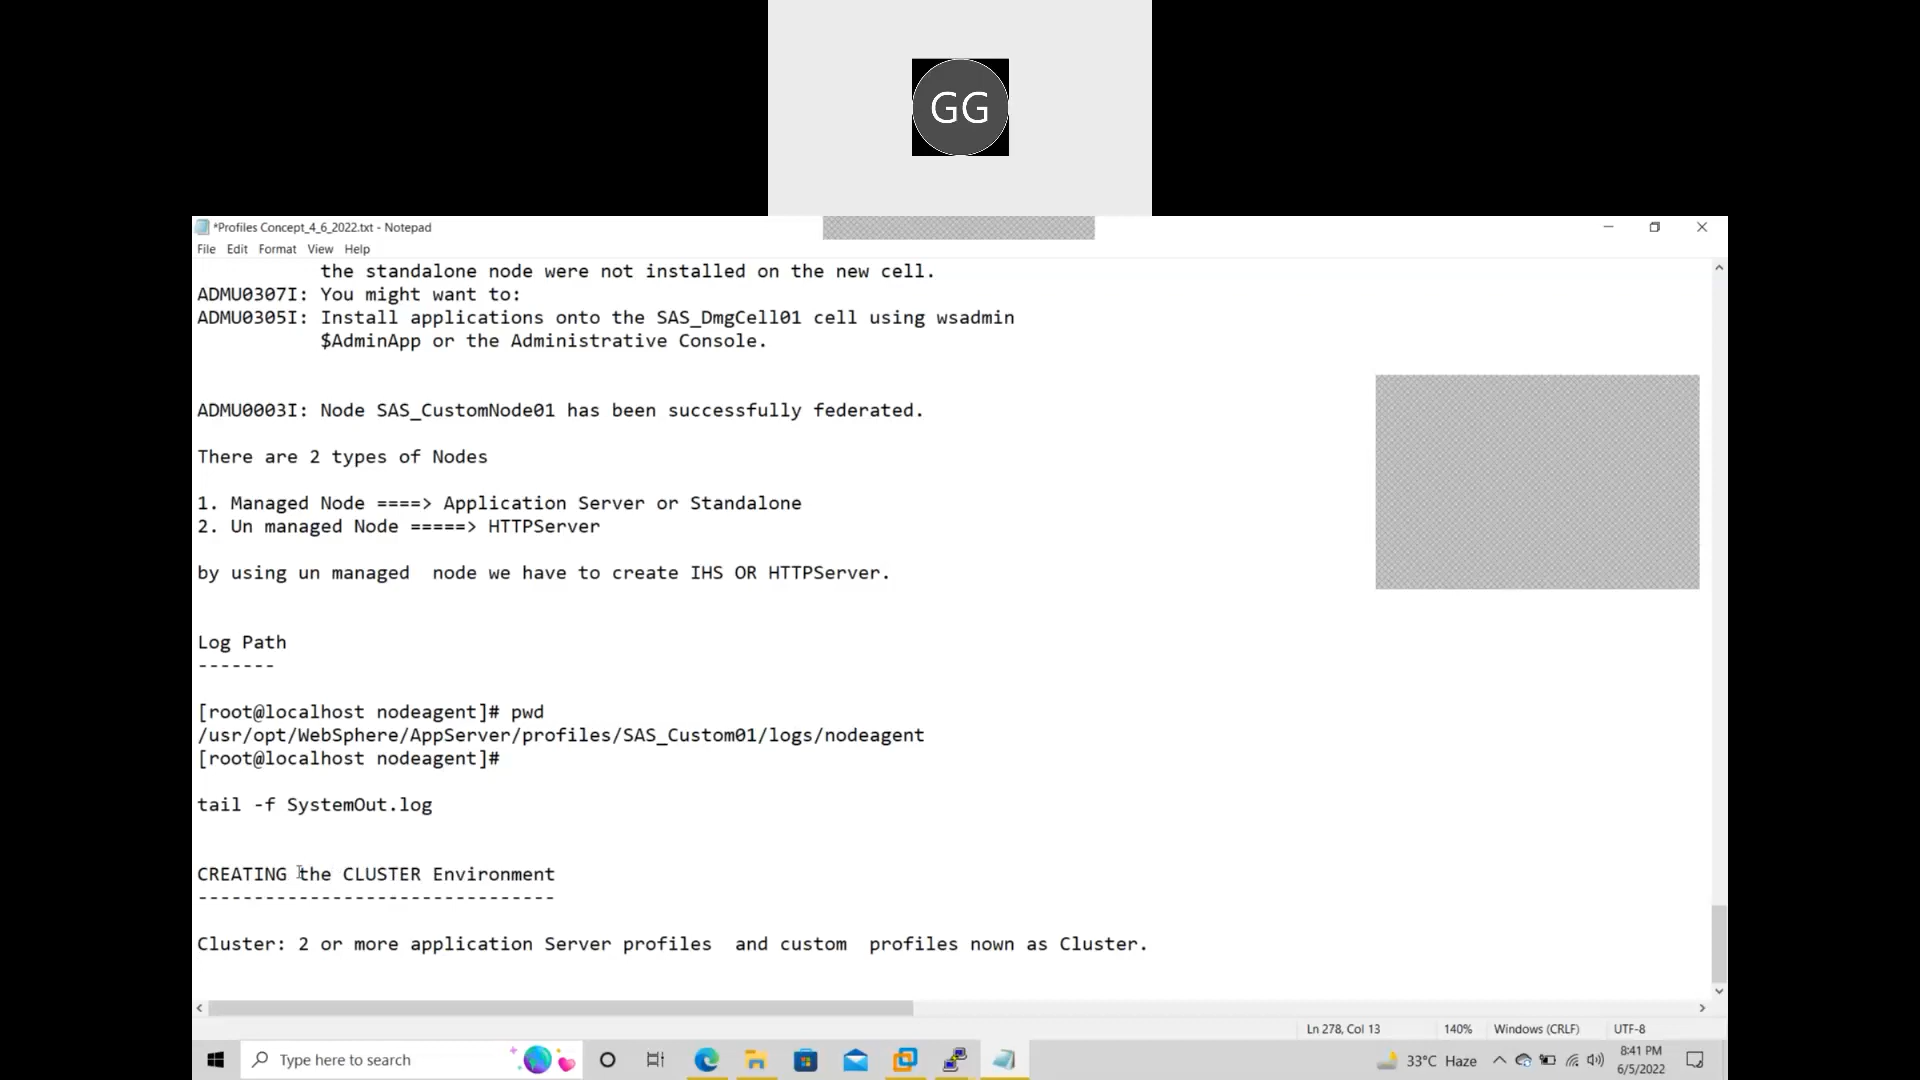 GG
*Profiles Concept_4_6_2022.txt - Notepad
File Edit Format View Help
the standalone node were not installed on the new cell.
ADMU0307I: You might want to:
ADMU0305I: Install applications onto the SAS_DmgCell01 cell using wsadmin
$AdminApp or the Administrative Console.
ADMU0003I: Node SAS_CustomNode01 has been successfully federated.
There are 2 types of Nodes
1. Managed Node ====> Application Server or Standalone
2. Un managed Node =====> HTTPServer
by using un managed  node we have to create IHS OR HTTPServer.
Log Path
-------
[root@localhost nodeagent]# pwd
/usr/opt/WebSphere/AppServer/profiles/SAS_Custom01/logs/nodeagent
[root@localhost nodeagent]#
tail -f SystemOut.log
CREATING the CLUSTER Environment
--------------------------------
Cluster: 2 or more application Server profiles  and custom  profiles nown as Cluster.
Ln 278, Col 13 140% Windows (CRLF) UTF-8
Type here to search
33°C Haze
8:41 PM
6/5/2022